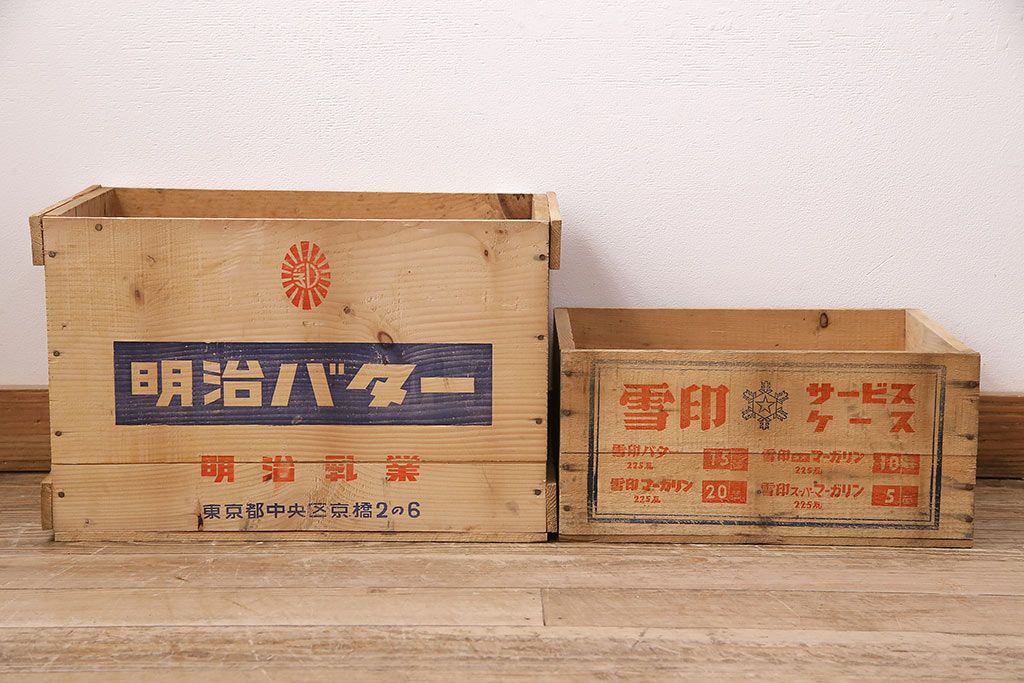 明治バター
明治乳業
東京都中央区京橋2の6
雪印
サービス
ケース
雪印バター
225瓦
15
雪印マーガリン
225瓦
18
雪印マーガリン
225瓦
20
雪印スーパーマーガリン
225瓦
5